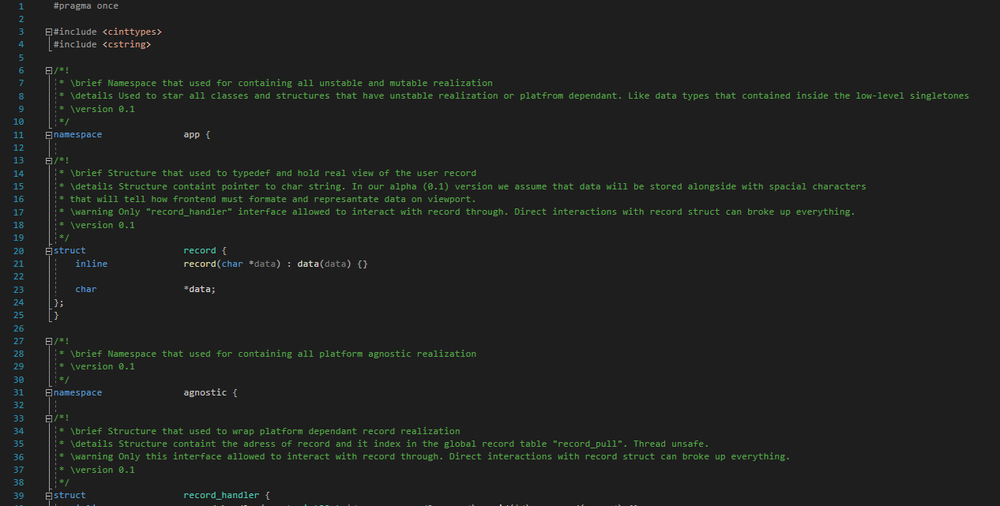 1 #pragma once
2
3 #include <cinttypes>
4 #include <cstring>
5
6 /*!
7 * \brief Namespace that used for containing all unstable and mutable realization
8 * \details Used to star all classes and structures that have unstable realization or platfrom dependant. Like data types that contained inside the low-level singletones
9 * \version 0.1
10 */
11 namespace app {
12
13 /*!
14 * \brief Structure that used to typedef and hold real view of the user record
15 * \details Structure containt pointer to char string. In our alpha (0.1) version we assume that data will be stored alongside with spacial characters
16 * that will tell how frontend must formate and represantate data on viewport.
17 * \warning Only "record_handler" interface allowed to interact with record through. Direct interactions with record struct can broke up everything.
18 * \version 0.1
19 */
20 struct record {
21 inline record(char *data) : data(data) {}
22
23 char *data;
24 };
25 }
26
27 /*!
28 * \brief Namespace that used for containing all platform agnostic realization
29 * \version 0.1
30 */
31 namespace agnostic {
32
33 /*!
34 * \brief Structure that used to wrap platform dependant record realization
35 * \details Structure containt the adress of record and it index in the global record table "record_pull". Thread unsafe.
36 * \warning Only this interface allowed to interact with record through. Direct interactions with record struct can broke up everything.
37 * \version 0.1
38 */
39 struct record_handler {